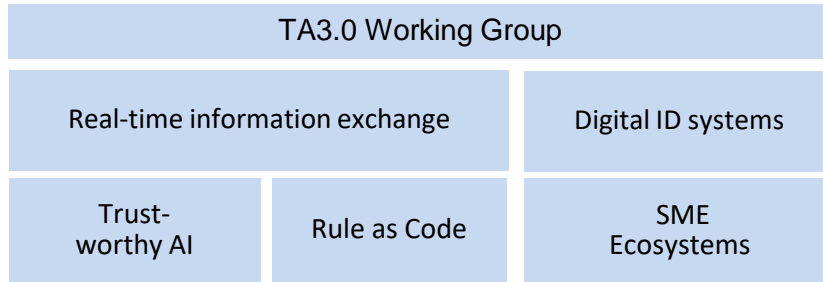 TA3.0 Working Group
Real-time information exchange
Digital ID systems
Trust-
worthy AI
Rule as Code
SME
Ecosystems